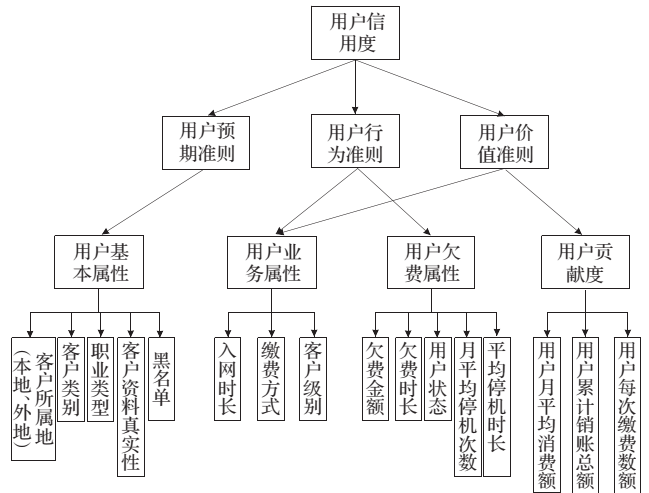 用户信
用度
用户预
期准则
用户行
为准则
用户价
值准则
用户基
本属性
用户业
务属性
用户欠
费属性
用户贡
献度
客户所属地
（本地、外地）
客户类别
职业类型
客户资料真实性
黑名单
入网时长
缴费方式
客户级别
欠费金额
欠费时长
用户状态
月平均停机次数
平均停机时长
用户月平均消费额
用户累计销账总额
用户每次缴费数额